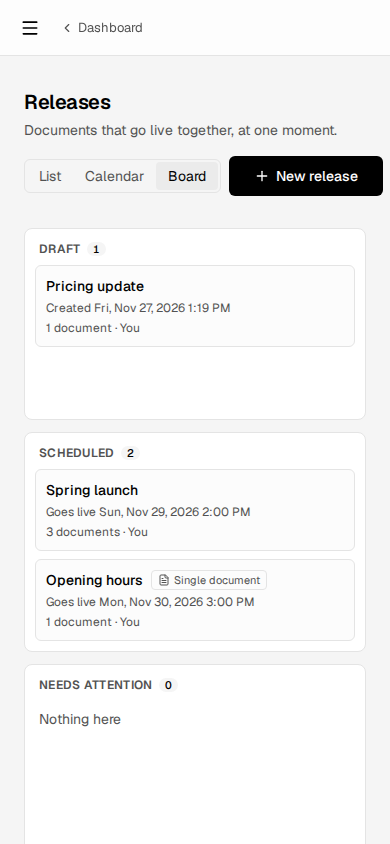 Dashboard
Releases
Documents that go live together, at one moment.
List Calendar Board New release
DRAFT 1
Pricing update
Created Fri, Nov 27, 2026 1:19 PM
1 document · You
SCHEDULED 2
Spring launch
Goes live Sun, Nov 29, 2026 2:00 PM
3 documents · You
Opening hours Single document
Goes live Mon, Nov 30, 2026 3:00 PM
1 document · You
NEEDS ATTENTION 0
Nothing here